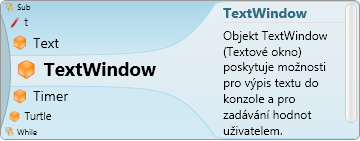 Sub
t
Text
TextWindow
Timer
Turtle
While
TextWindow
Objekt TextWindow
(Textové okno)
poskytuje možnosti
pro výpis textu do
konzole a pro
zadávání hodnot
uživatelem.